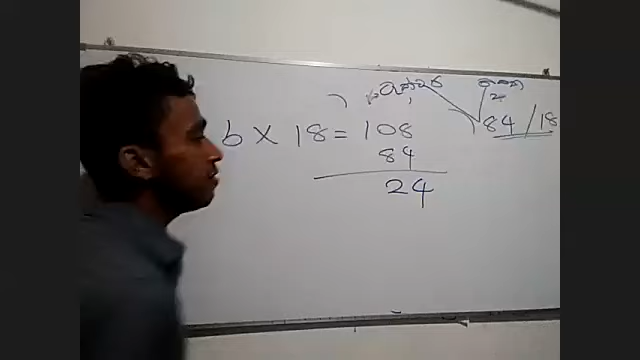 84 / 18
6 × 18 = 108
84
24